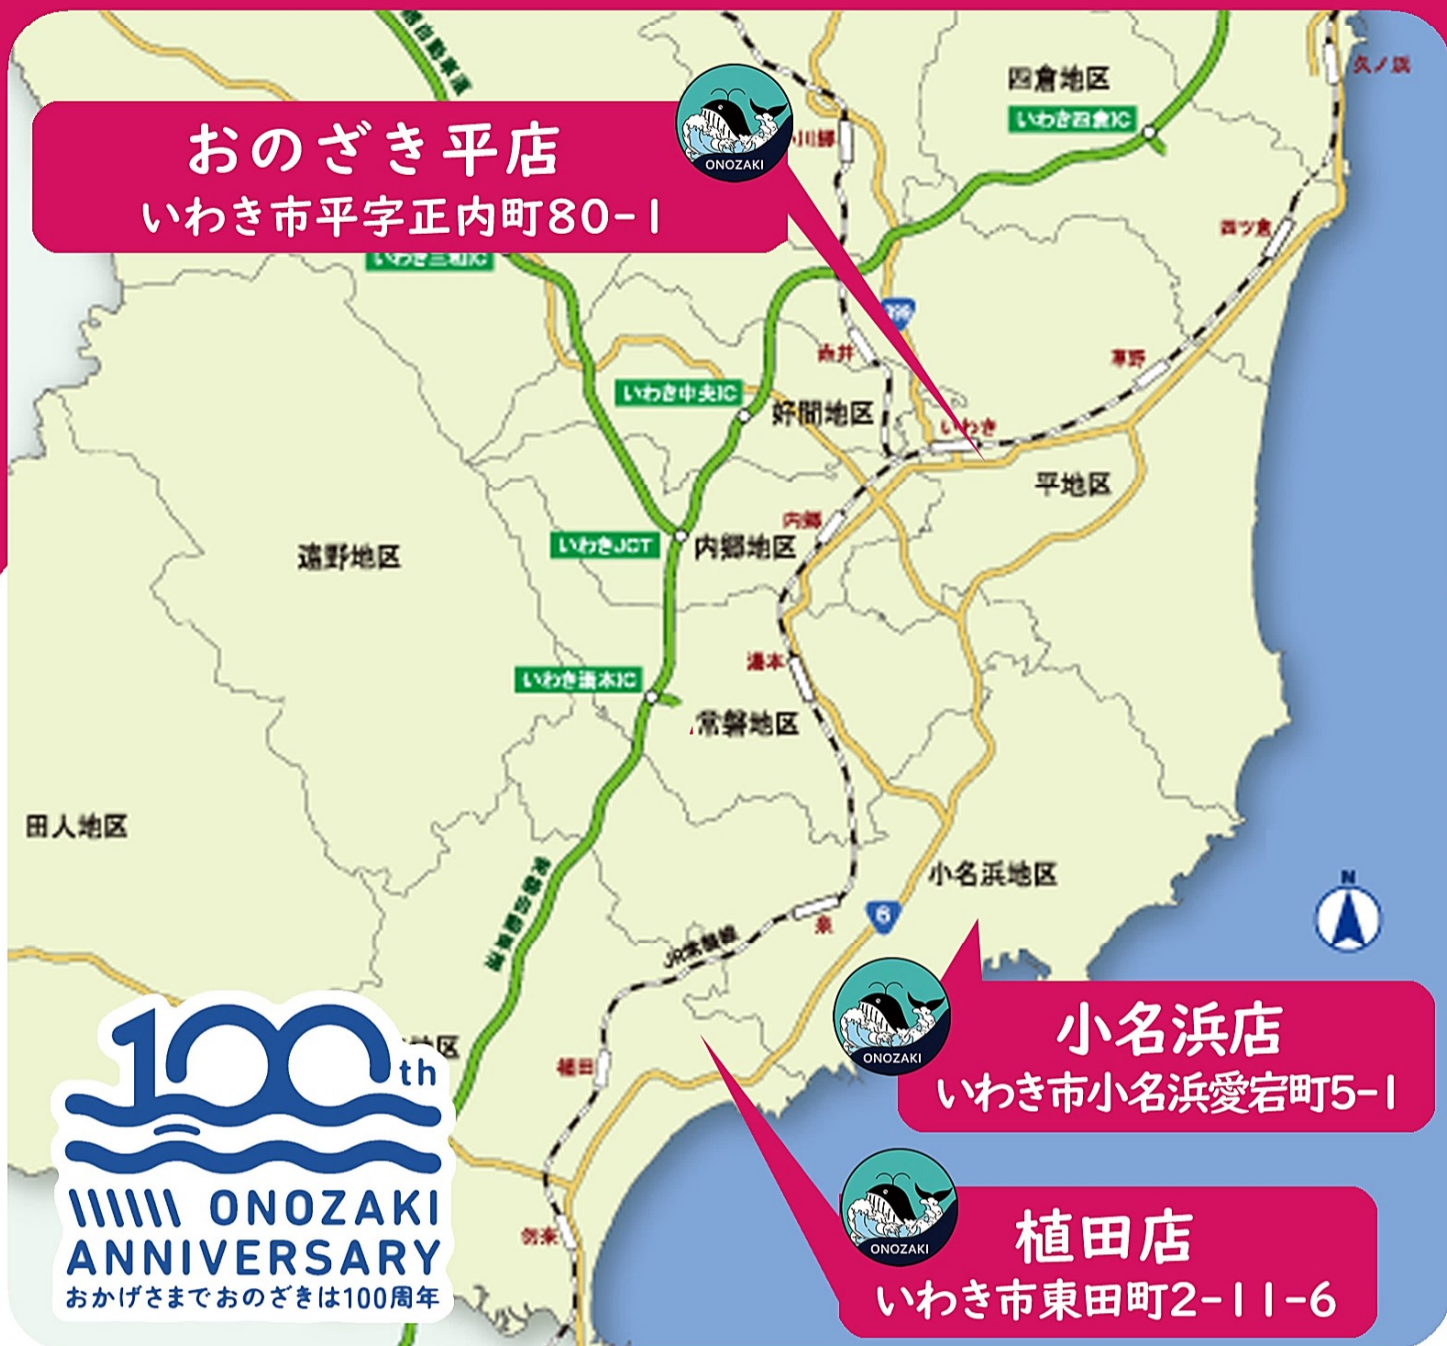 久ノ浜
四倉地区
いわき四倉IC
ONOZAKI
川郷
おのざき平店
いわき市平字正内町80-1
四ツ倉
いわき三和IC
399
赤井
草野
いわき中央IC
好間地区
いわき
平地区
内郷
いわきJCT
内郷地区
遠野地区
湯本
いわき湯本IC
常磐地区
田人地区
小名浜地区
N
6
泉
JR常磐線
ONOZAKI
小名浜店
いわき市小名浜愛宕町5-1
地区
植田
100th
ONOZAKI
ANNIVERSARY
おかげさまでおのざきは100周年
勿来
ONOZAKI
植田店
いわき市東田町2-11-6